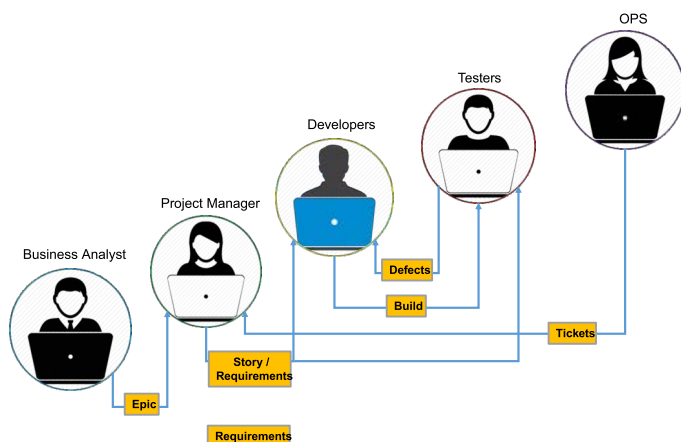 OPS
Testers
Developers
Project Manager
Business Analyst
Defects
Build
Tickets
Story /
Requirements
Epic
Requirements